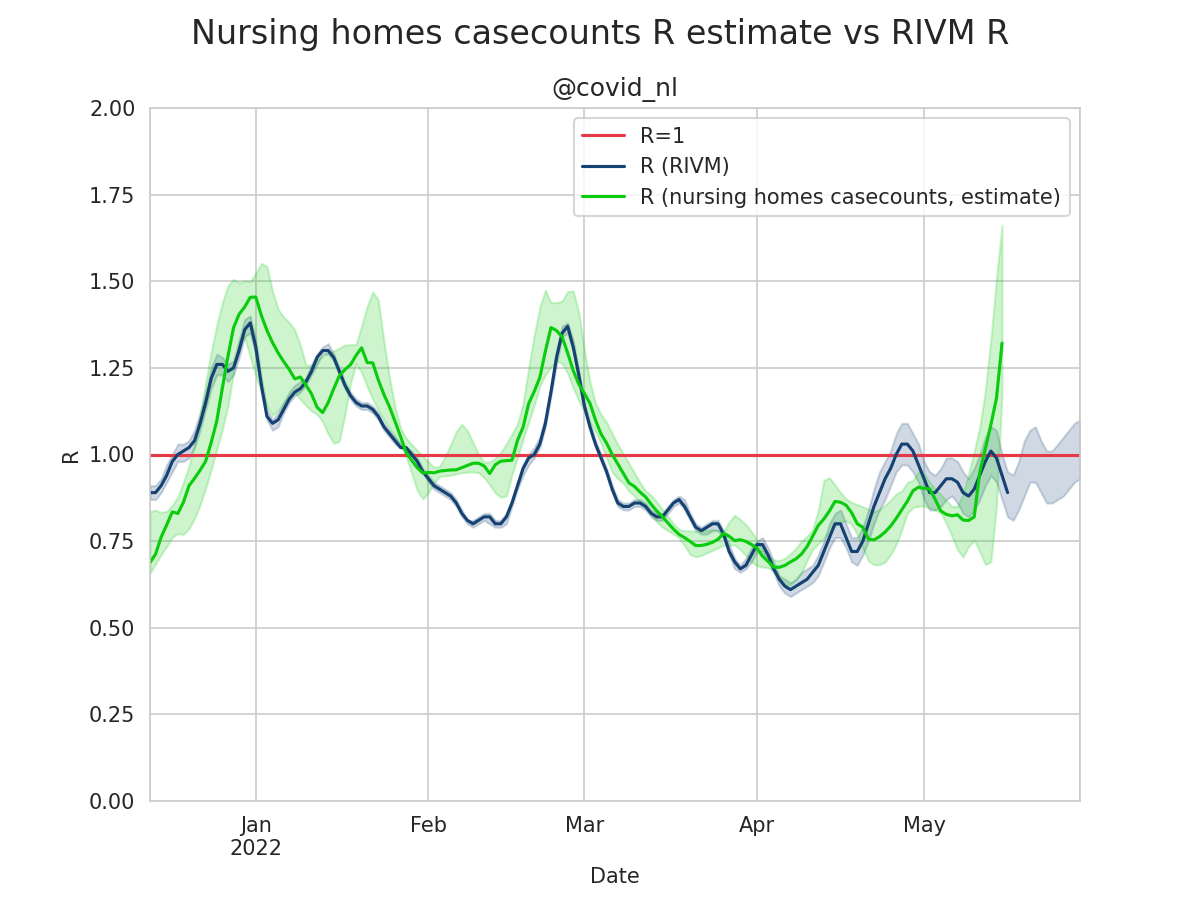 Nursing homes casecounts R estimate vs RIVM R
@covid_nl
R=1
R (RIVM)
R (nursing homes casecounts, estimate)
2.00
1.75
1.50
1.25
1.00
0.75
0.50
0.25
0.00
R
Jan
2022
Feb
Mar
Apr
May
Date